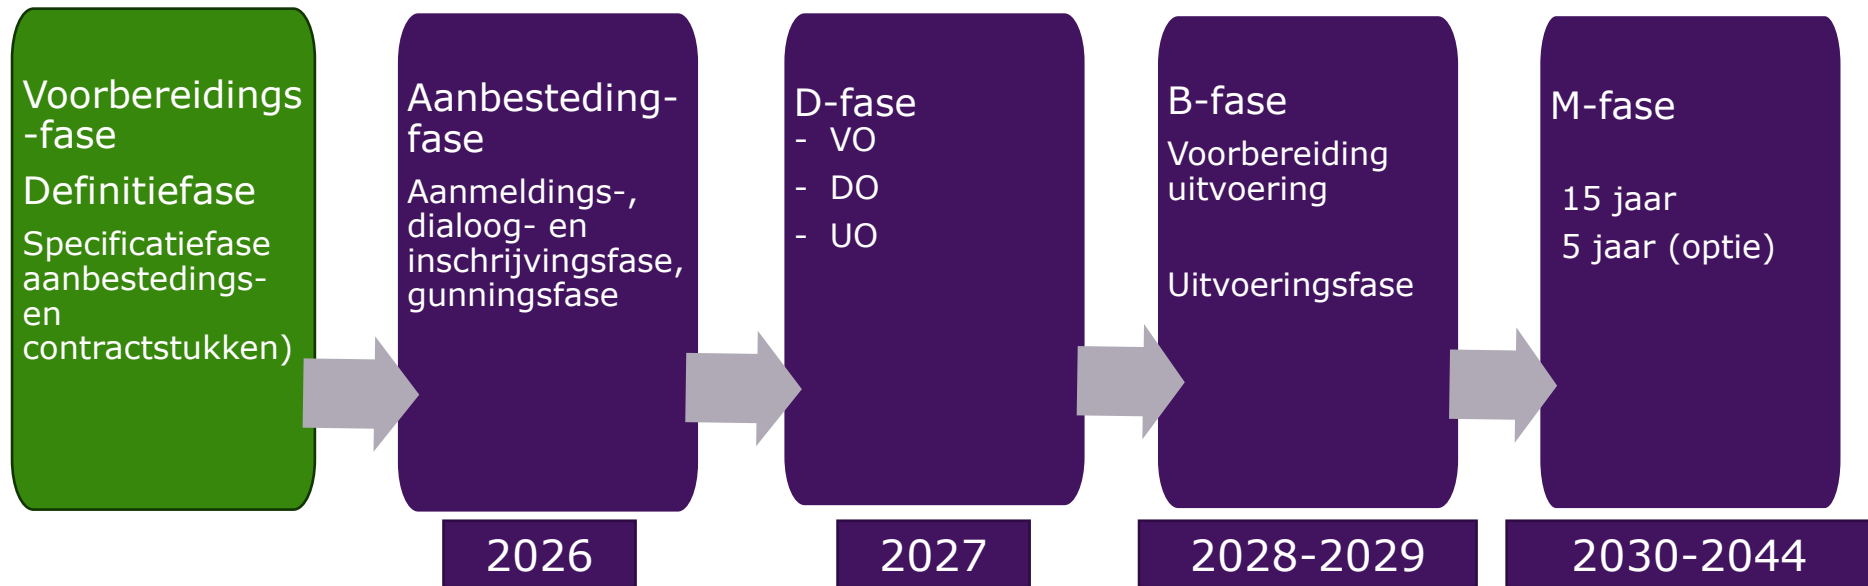 Voorbereidings
-fase
Definitiefase
Specificatiefase
aanbestedings-
en
contractstukken)
Aanbesteding-
fase
Aanmeldings-,
dialoog- en
inschrijvingsfase,
gunningsfase
D-fase
- VO
- DO
- UO
B-fase
Voorbereiding
uitvoering
Uitvoeringsfase
M-fase
15 jaar
5 jaar (optie)
2026
2027
2028-2029
2030-2044